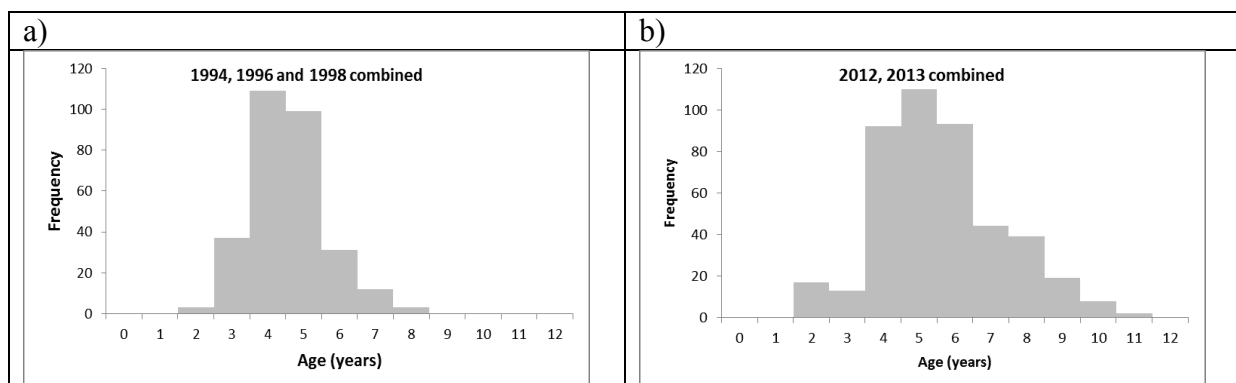 a)
b)
1994, 1996 and 1998 combined
120
100
80
60
40
20
0
Frequency
0 1 2 3 4 5 6 7 8 9 10 11 12
Age (years)
2012, 2013 combined
120
100
80
60
40
20
0
Frequency
0 1 2 3 4 5 6 7 8 9 10 11 12
Age (years)